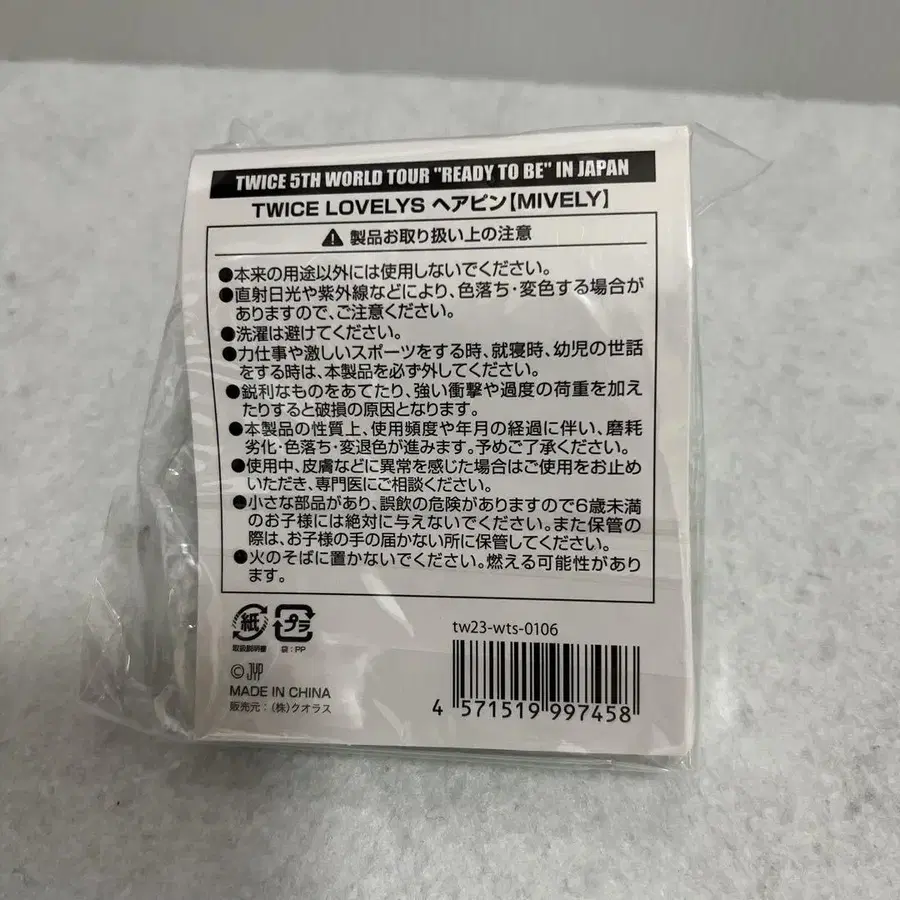 TWICE 5TH WORLD TOUR "READY TO BE" IN JAPAN
TWICE LOVELYS ヘアピン【MIVELY】
製品お取り扱い上の注意
●本来の用途以外には使用しないでください。
●直射日光や紫外線などにより、色落ち・変色する場合が
ありますので、ご注意ください。
●洗濯は避けてください。
●力仕事や激しいスポーツをする時、就寝時、幼児の世話
をする時は、本製品を必ず外してください。
●鋭利なものをあてたり、強い衝撃や過度の荷重を加え
たりすると破損の原因となります。
●本製品の性質上、使用頻度や年月の経過に伴い、磨耗
劣化・色落ち・変退色が進みます。予めご了承ください。
●使用中、皮膚などに異常を感じた場合はご使用をお止め
いただき、専門医にご相談ください。
●小さな部品があり、誤飲の危険がありますので6歳未満
のお子様には絶対に与えないでください。また保管の
際は、お子様の手の届かない所に保管してください。
●火のそばに置かないでください。燃える可能性があり
ます。
紙 プラ
取扱説明書 袋:PP
tw23-wts-0106
© JYP
MADE IN CHINA
販売元:(株)クオラス
4 571519 997458